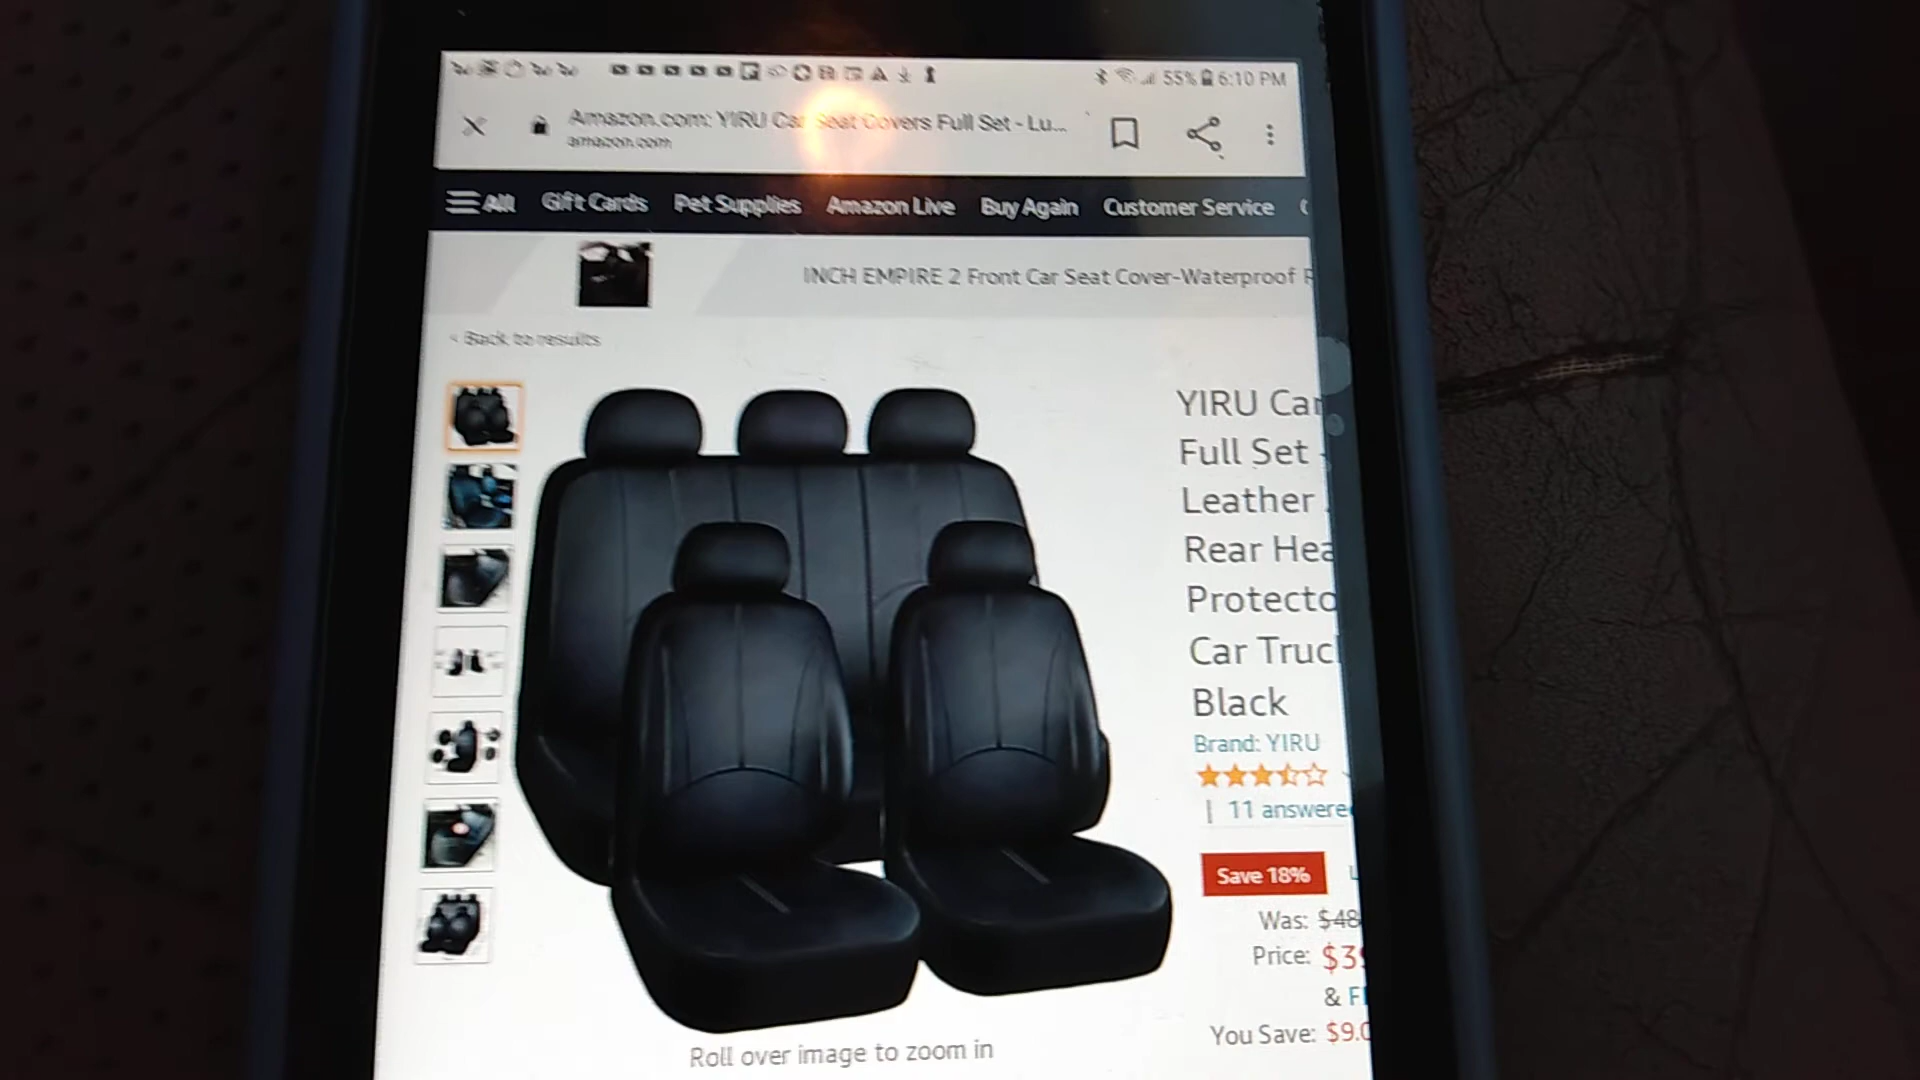 55% 6:10 PM
Amazon.com: YIRU Car Seat Covers Full Set - Lu...
amazon.com
All Gift Cards Pet Supplies Amazon Live Buy Again Customer Service
INCH EMPIRE 2 Front Car Seat Cover-Waterproof
< Back to results
YIRU Car
Full Set -
Leather
Rear Hea
Protecto
Car Truc
Black
Brand: YIRU
| 11 answered
Save 18%
Was: $48
Price: $39
& F
You Save: $9.0
Roll over image to zoom in